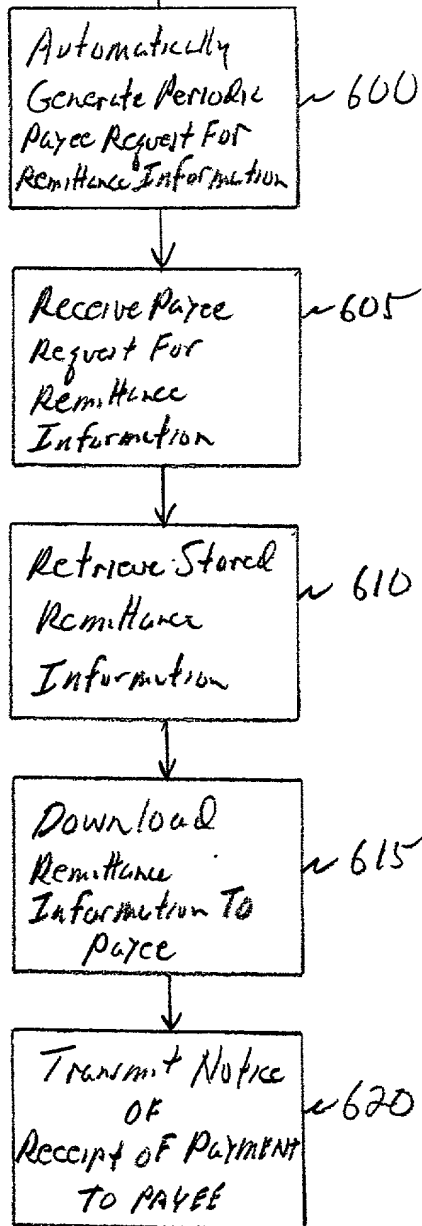 Automatically
Generate Periodic
Payee Request For
Remittance Information
600
Receive Payee
Request For
Remittance
Information
605
Retrieve Stored
Remittance
Information
610
Download
Remittance
Information To
Payee
615
Transmit Notice
OF
Receipt OF PAYMENT
TO PAYEE
620